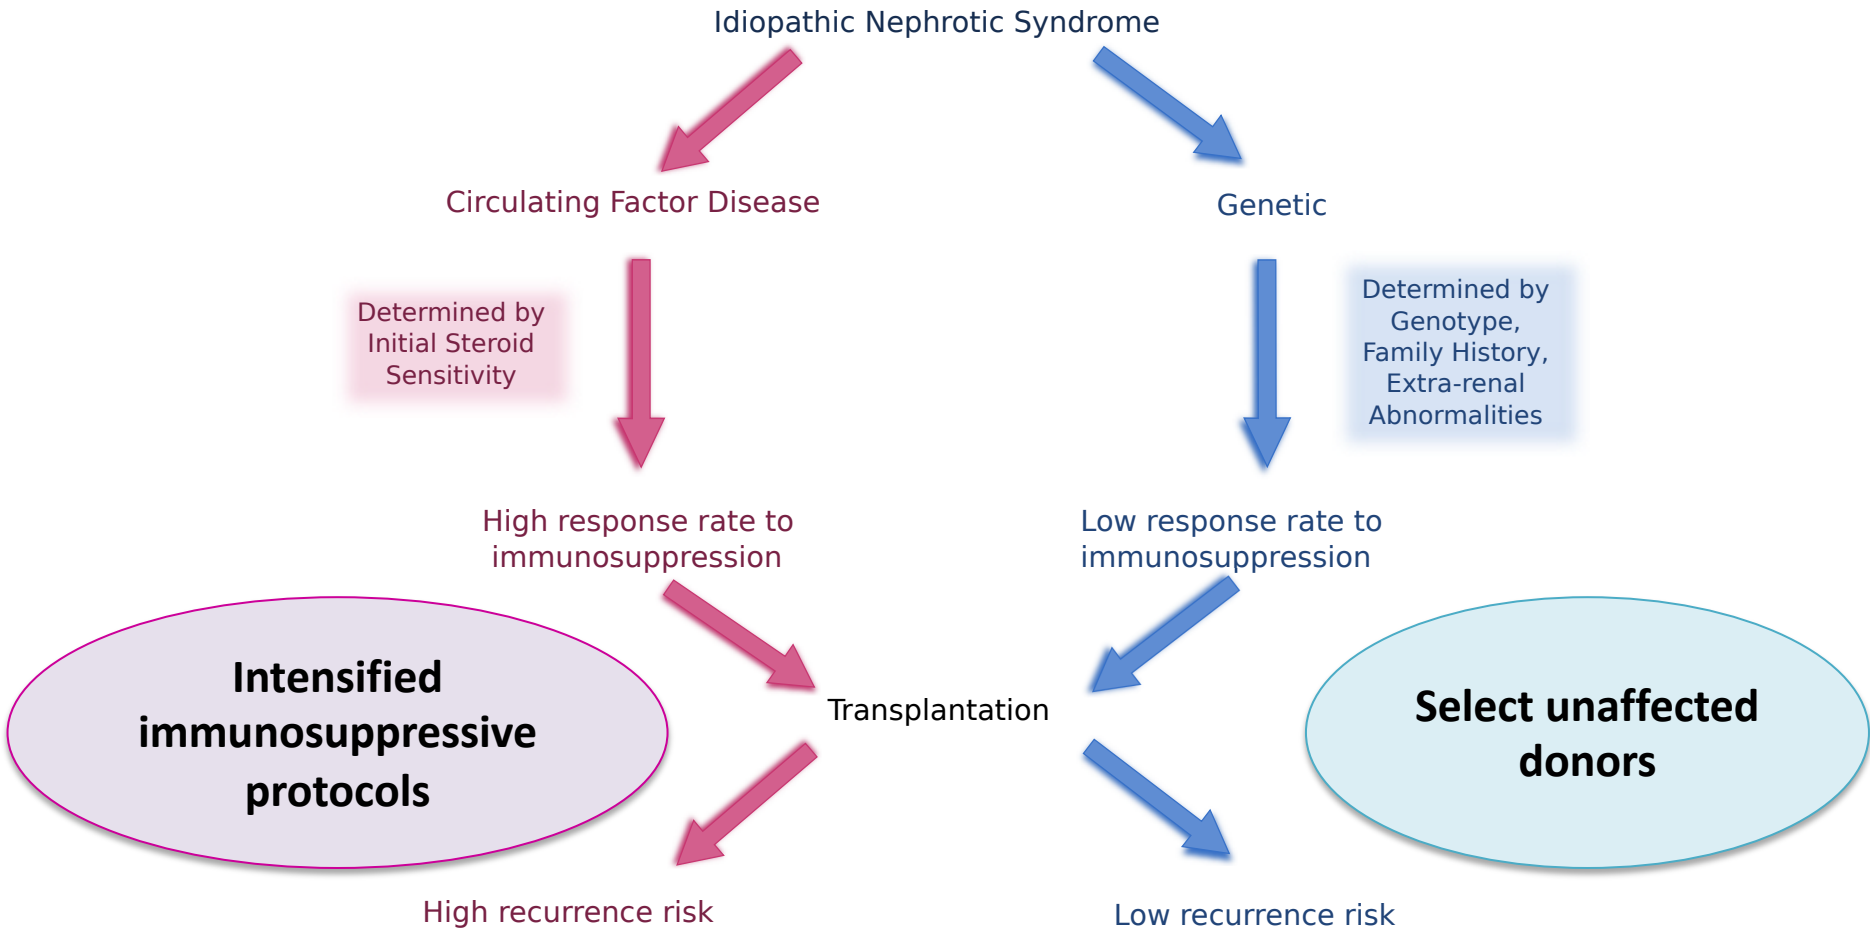 Idiopathic Nephrotic Syndrome
Circulating Factor Disease
Genetic
Determined by
Initial Steroid
Sensitivity
Determined by
Genotype,
Family History,
Extra-renal
Abnormalities
High response rate to
immunosuppression
Low response rate to
immunosuppression
Intensified
immunosuppressive
protocols
Transplantation
Select unaffected
donors
High recurrence risk
Low recurrence risk